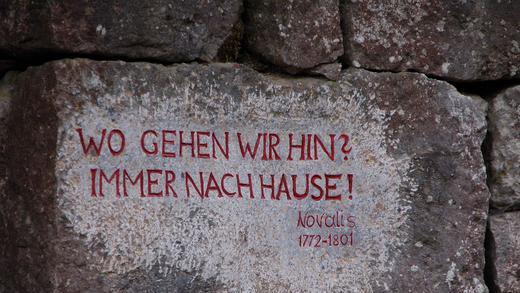 WO GEHEN WIR HIN?
IMMER NACH HAUSE!
Novalis
1772-1801